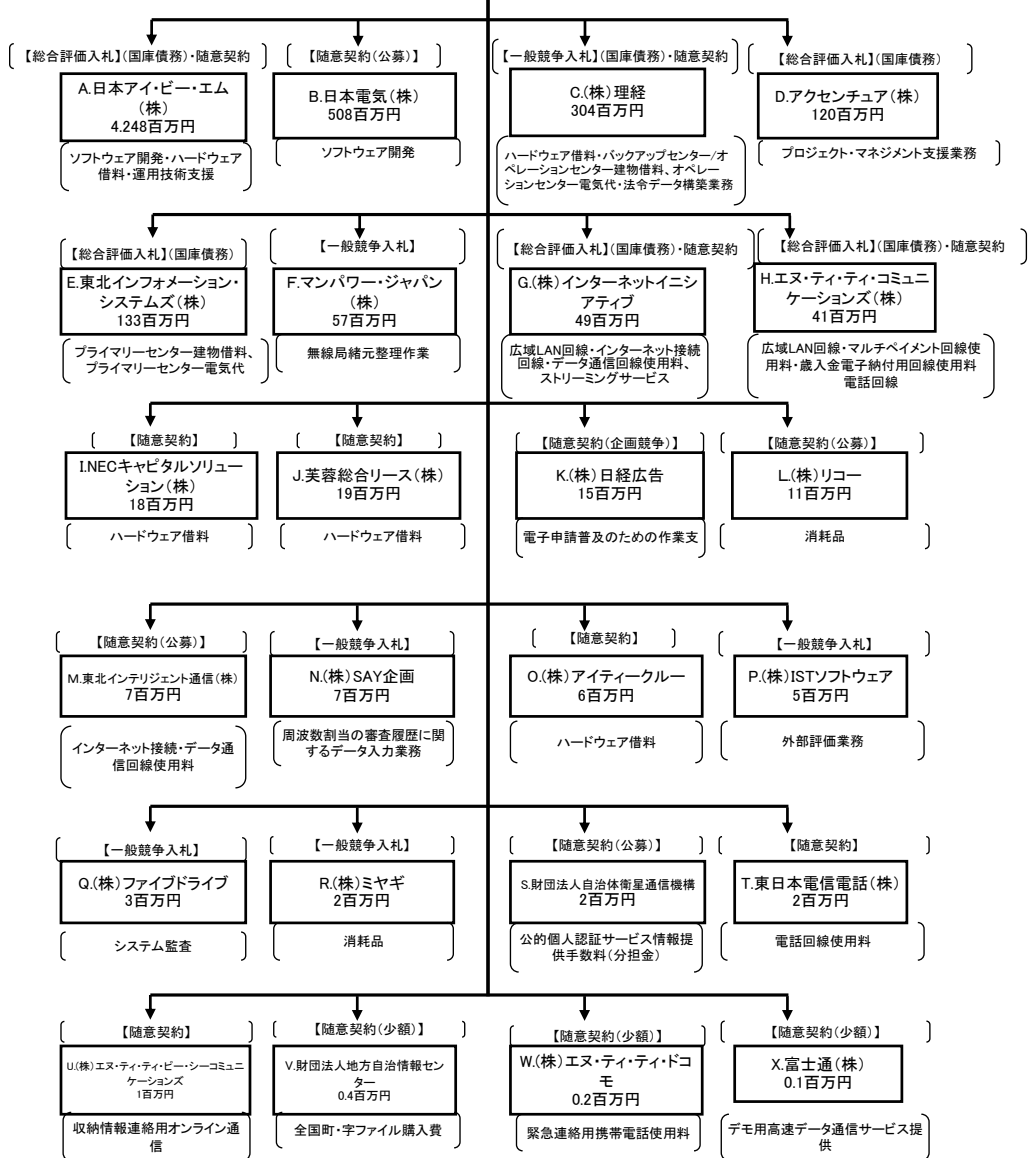 【総合評価入札】(国庫債務)・随意契約
A.日本アイ・ビー・エム
(株)
4.248百万円
ソフトウェア開発・ハードウェア
借料・運用技術支援
【随意契約(公募)】
B.日本電気(株)
508百万円
ソフトウェア開発
【一般競争入札】(国庫債務)・随意契約
C.(株)理経
304百万円
ハードウェア借料・バックアップセンター/オ
ペレーションセンター建物借料、オペレー
ションセンター電気代・法令データ構築業務
【総合評価入札】(国庫債務)
D.アクセンチュア(株)
120百万円
プロジェクト・マネジメント支援業務
【総合評価入札】(国庫債務)
E.東北インフォメーション・
システムズ(株)
133百万円
プライマリーセンター建物借料、
プライマリーセンター電気代
【一般競争入札】
F.マンパワー・ジャパン
(株)
57百万円
無線局緒元整理作業
【総合評価入札】(国庫債務)・随意契約
G.(株)インターネットイニシ
アティブ
49百万円
広域LAN回線・インターネット接続
回線・データ通信回線使用料、
ストリーミングサービス
【総合評価入札】(国庫債務)・随意契約
H.エヌ・ティ・ティ・コミュニ
ケーションズ(株)
41百万円
広域LAN回線・マルチペイメント回線使
用料・歳入金電子納付用回線使用料
電話回線
【随意契約】
I.NECキャピタルソリュー
ション(株)
18百万円
ハードウェア借料
【随意契約】
J.芙蓉総合リース(株)
19百万円
ハードウェア借料
【随意契約(企画競争)】
K.(株)日経広告
15百万円
電子申請普及のための作業支
【随意契約(公募)】
L.(株)リコー
11百万円
消耗品
【随意契約(公募)】
M.東北インテリジェント通信(株)
7百万円
インターネット接続・データ通
信回線使用料
【一般競争入札】
N.(株)SAY企画
7百万円
周波数割当の審査履歴に関
するデータ入力業務
【随意契約】
O.(株)アイティークルー
6百万円
ハードウェア借料
【一般競争入札】
P.(株)ISTソフトウェア
5百万円
外部評価業務
【一般競争入札】
Q.(株)ファイブドライブ
3百万円
システム監査
【一般競争入札】
R.(株)ミヤギ
2百万円
消耗品
【随意契約(公募)】
S.財団法人自治体衛星通信機構
2百万円
公的個人認証サービス情報提
供手数料(分担金)
【随意契約】
T.東日本電信電話(株)
2百万円
電話回線使用料
【随意契約】
U.(株)エヌ・ティ・ティ・ピー・シーコミュニ
ケーションズ
1百万円
収納情報連絡用オンライン通
信
【随意契約(少額)】
V.財団法人地方自治情報セン
ター
0.4百万円
全国町・字ファイル購入費
【随意契約(少額)】
W.(株)エヌ・ティ・ティ・ドコ
モ
0.2百万円
緊急連絡用携帯電話使用料
【随意契約(少額)】
X.富士通(株)
0.1百万円
デモ用高速データ通信サービス提
供